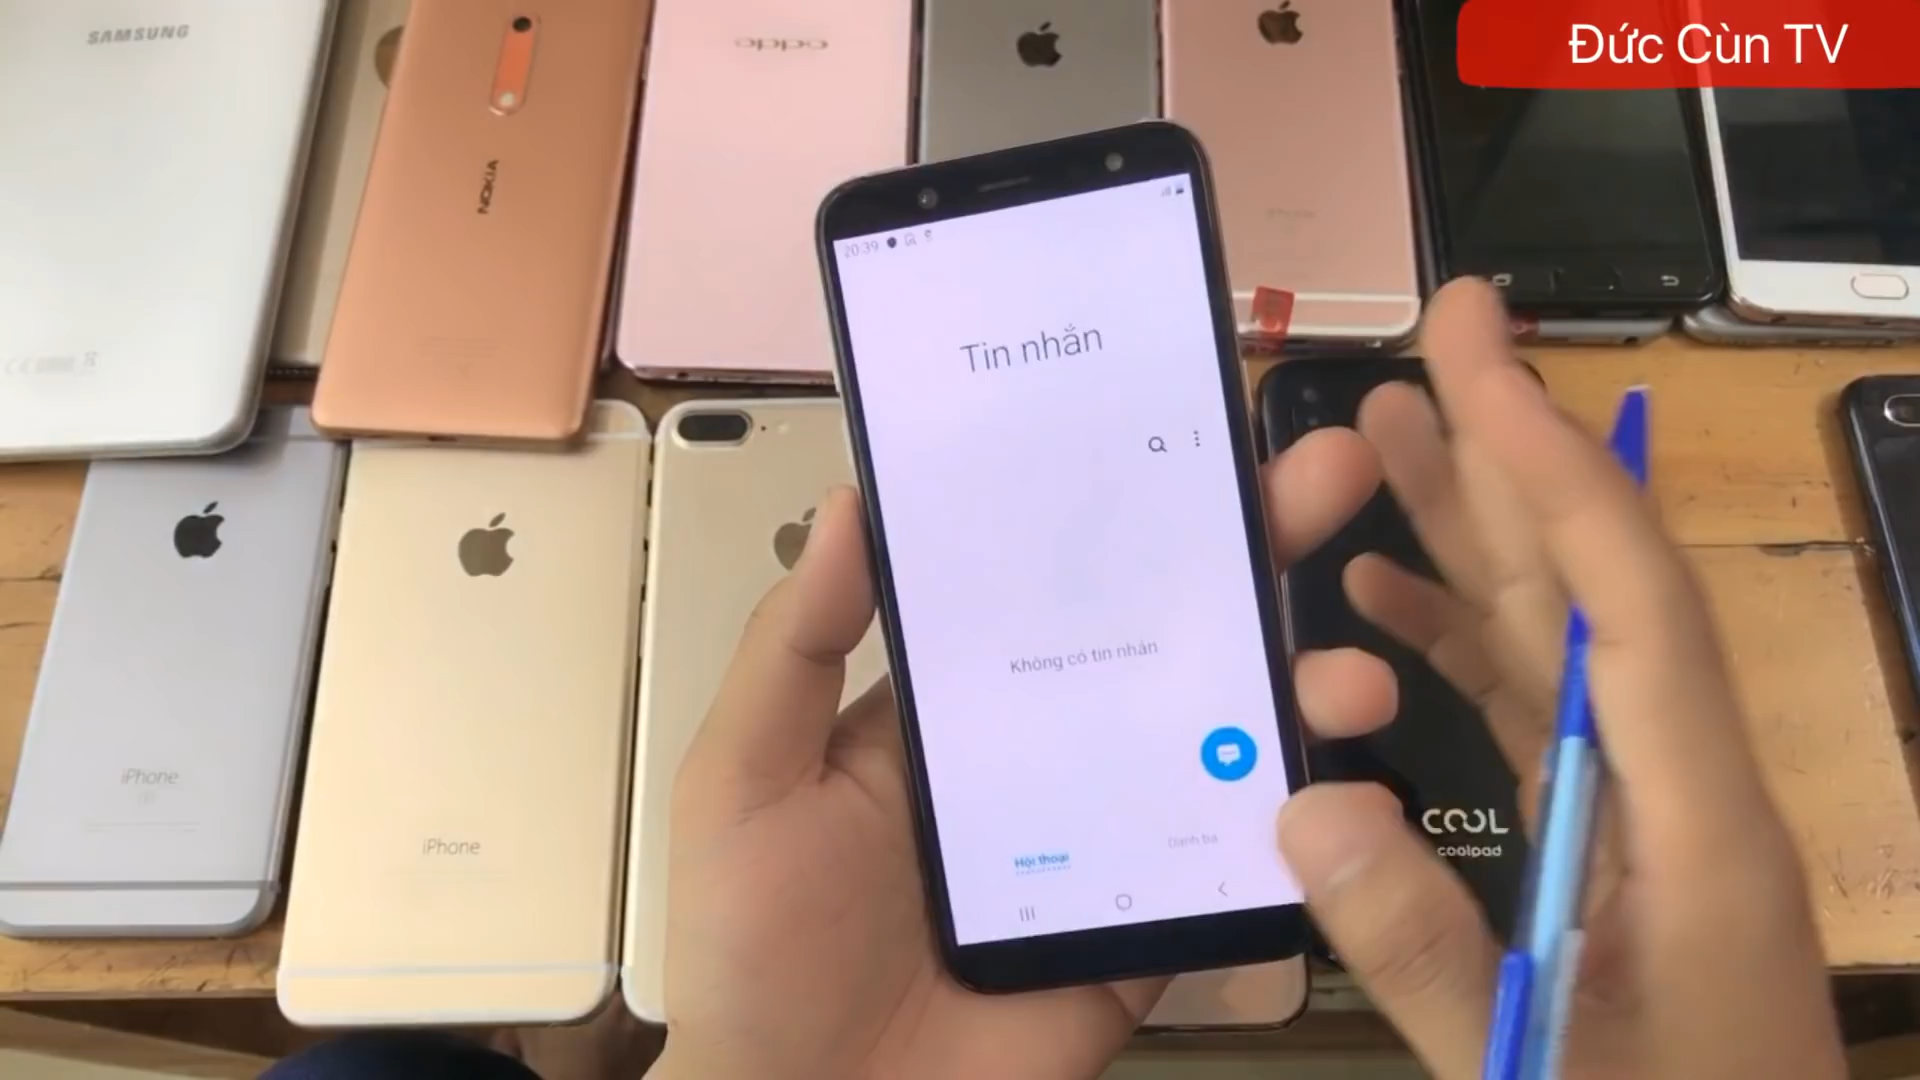 SAMSUNG
oppo
Đức Cùn TV
NOKIA
20:39
Tin nhắn
Không có tin nhắn
Hội thoại
Danh bạ
iPhone
iPhone
COOL
coolpad